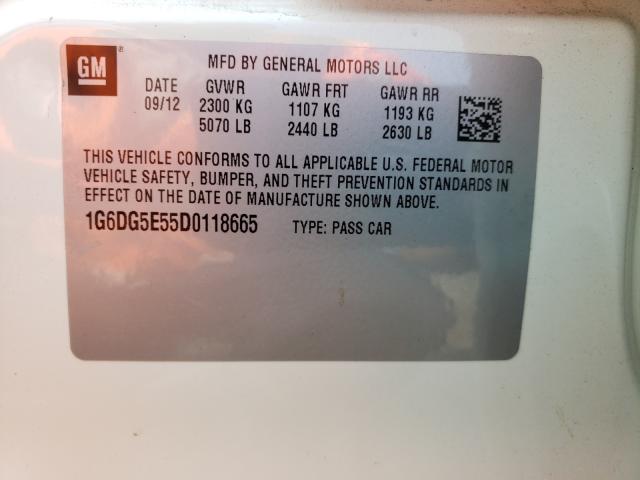 GM
®
MFD BY GENERAL MOTORS LLC
DATE GVWR GAWR FRT GAWR RR
09/12 2300 KG 1107 KG 1193 KG
5070 LB 2440 LB 2630 LB
THIS VEHICLE CONFORMS TO ALL APPLICABLE U.S. FEDERAL MOTOR
VEHICLE SAFETY, BUMPER, AND THEFT PREVENTION STANDARDS IN
EFFECT ON THE DATE OF MANUFACTURE SHOWN ABOVE.
1G6DG5E55D0118665 TYPE: PASS CAR